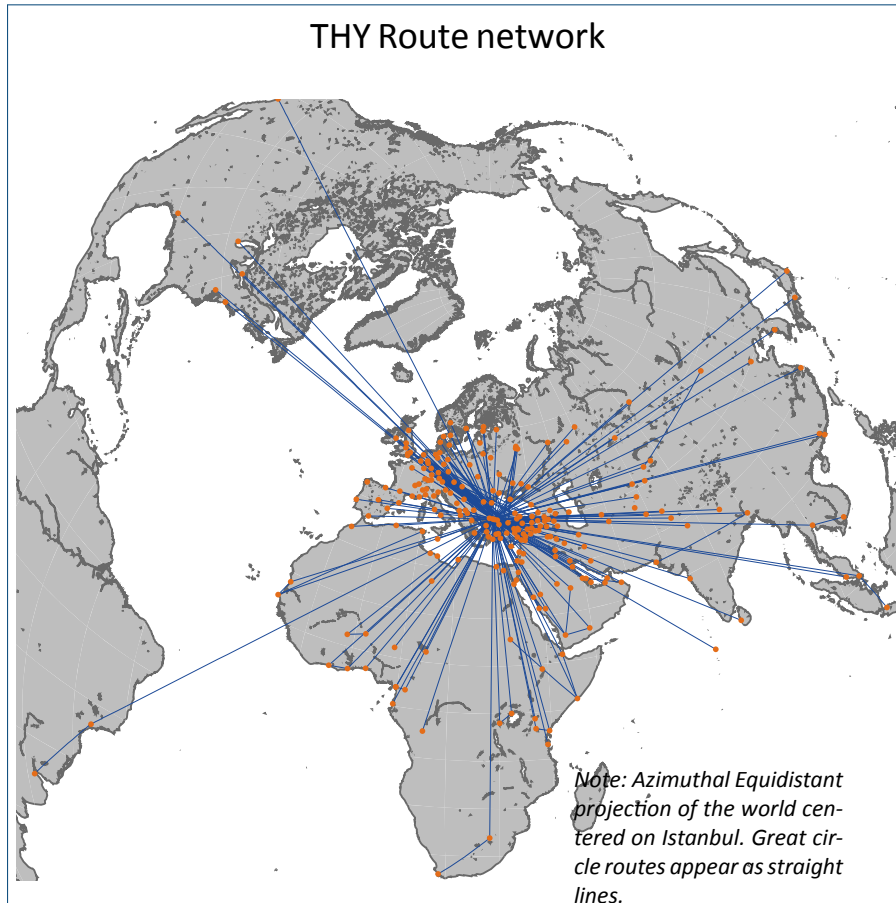 THY Route network
Note: Azimuthal Equidistant
projection of the world cen-
tered on Istanbul. Great cir-
cle routes appear as straight
lines.